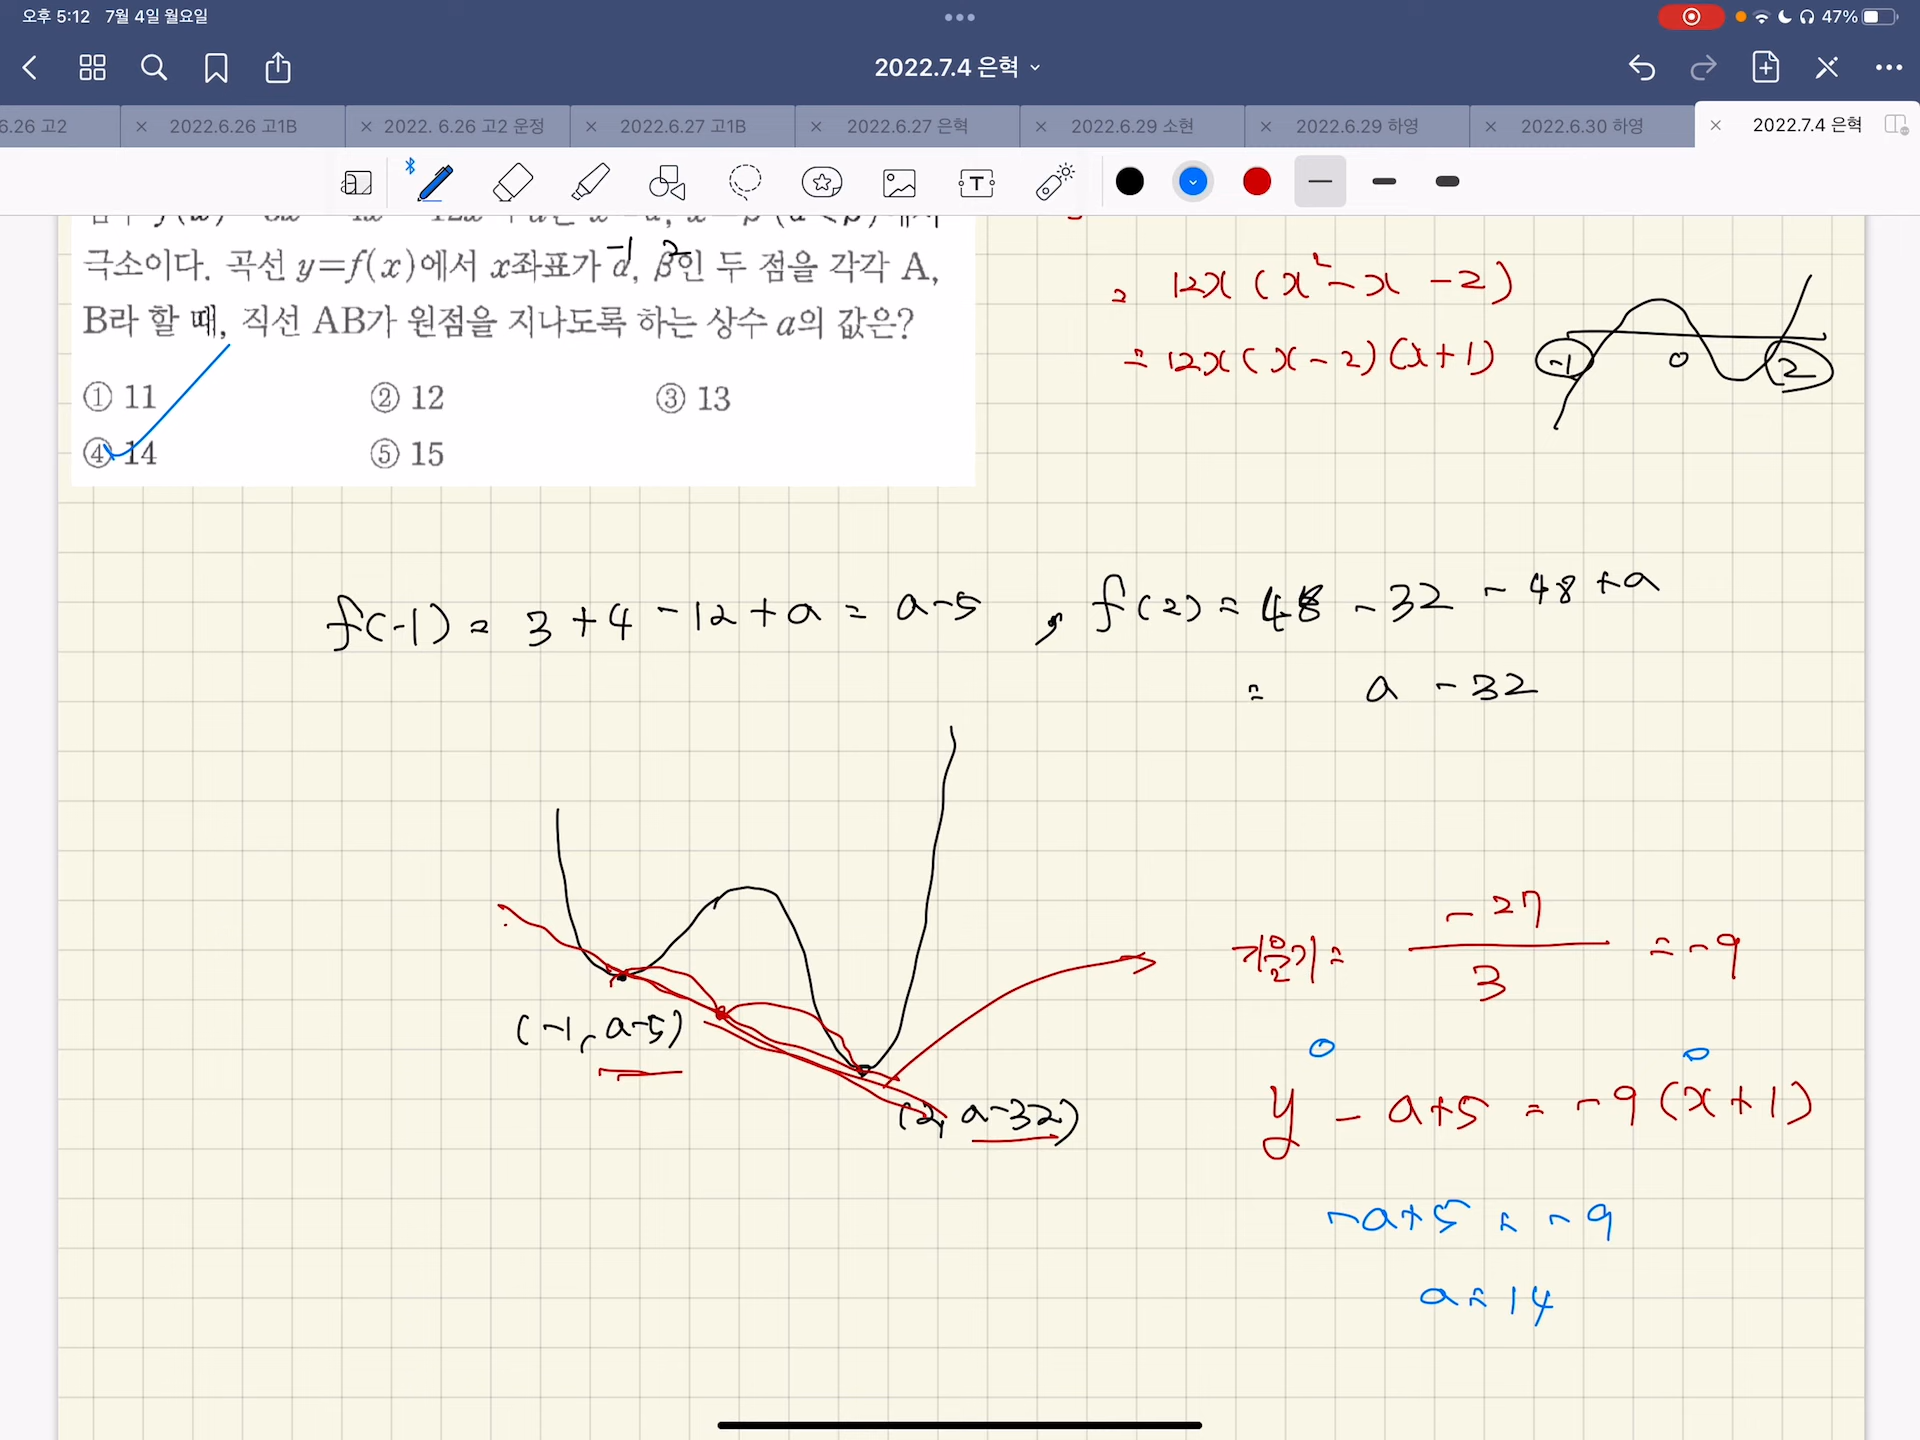 오후 5:12 7월 4일 월요일
47%
2022.7.4 은혁
6.26 고2
2022.6.26 고1B
2022. 6.26 고2 운정
2022.6.27 고1B
2022.6.27 은혁
2022.6.29 소현
2022.6.29 하영
2022.6.30 하영
2022.7.4 은혁
극소이다. 곡선 y=f(x)에서 x좌표가 α, β인 두 점을 각각 A,
-1 2
B라 할 때, 직선 AB가 원점을 지나도록 하는 상수 a의 값은?
① 11 ② 12 ③ 13
④ 14 ⑤ 15
= 12x(x²-x-2)
= 12x(x-2)(x+1)
-1 0 2
f(-1) = 3+4-12+a = a-5 , f(2) = 48-32-48+a
= a-32
(-1, a-5)
(2, a-32)
기울기 = -27/3 = -9
0 0
y-a+5 = -9(x+1)
-a+5 = -9
a=14